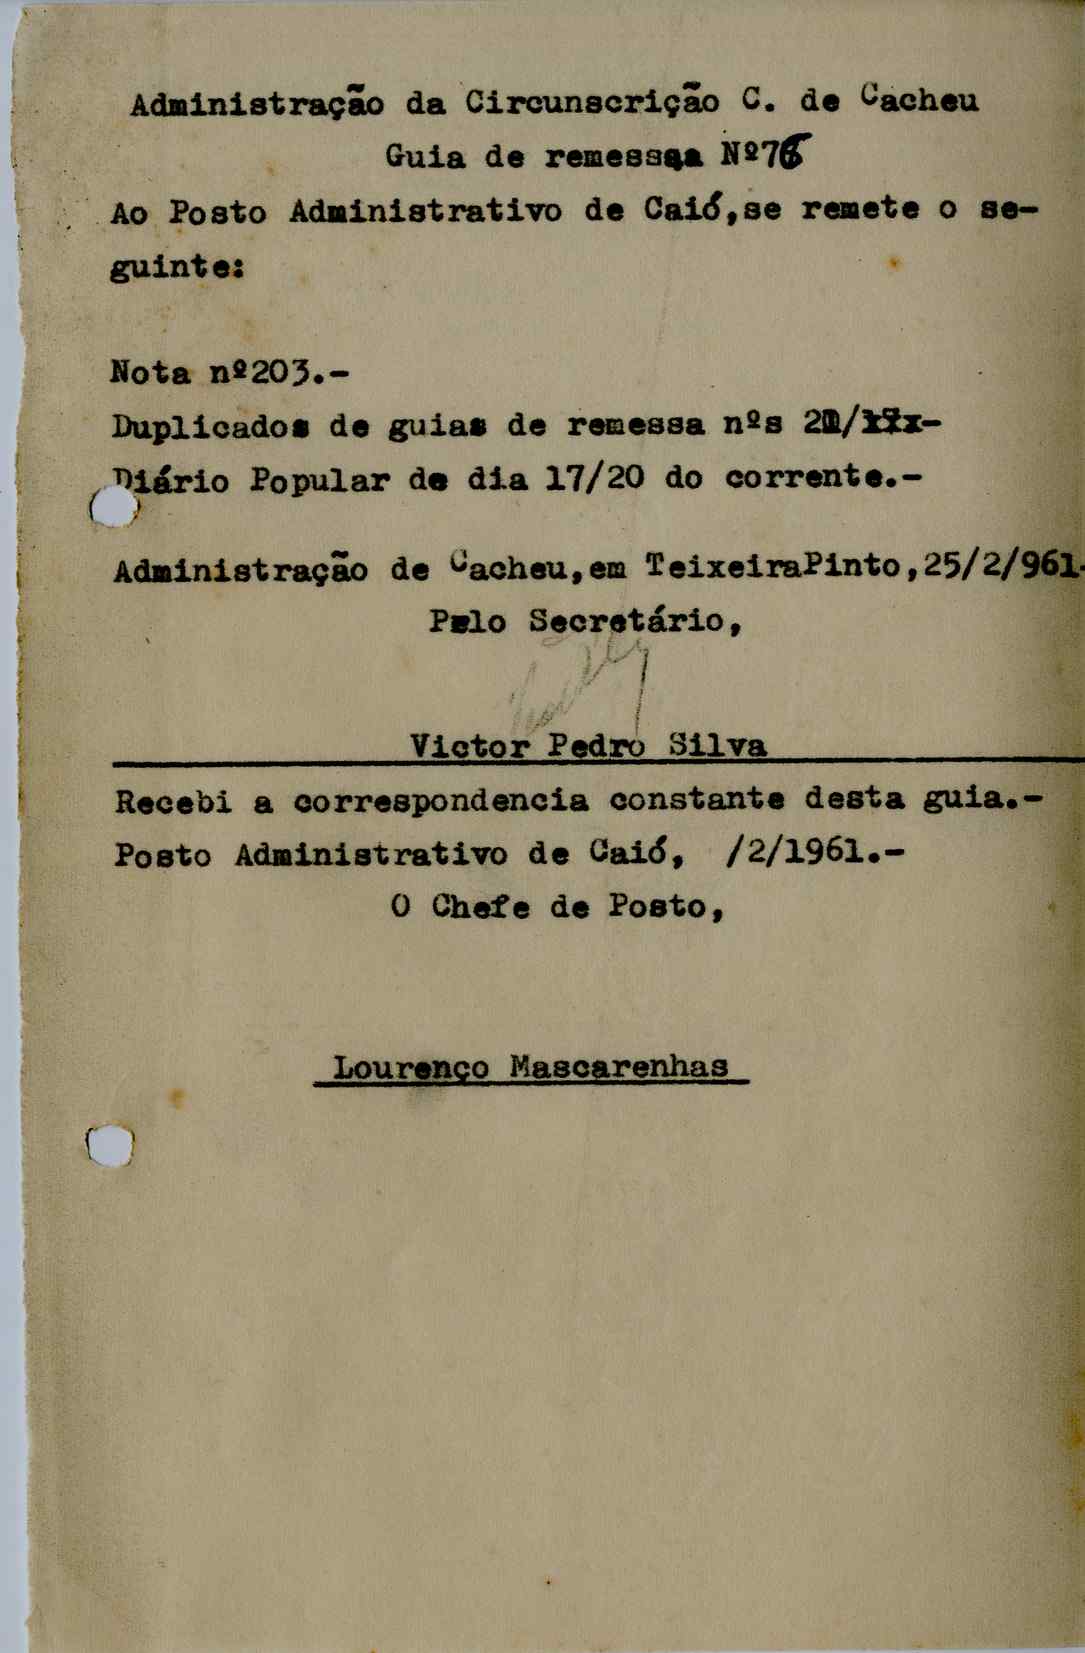 Administração da Circunscrição C. de Cacheu
Guia de remessa Nº76
Ao Posto Administrativo de Caió,se remete o se-
guinte:
Nota nº203.-
Duplicados de guias de remessa nºs
Diário Popular de dia 17/20 do corrente.-
Administração de Cacheu,em TeixeiraPinto,25/2/961.
Pelo Secretário,
Victor Pedro Silva
Recebi a correspondencia constante desta guia.-
Posto Administrativo de Caió, /2/1961.-
O Chefe de Posto,
Lourenço Mascarenhas